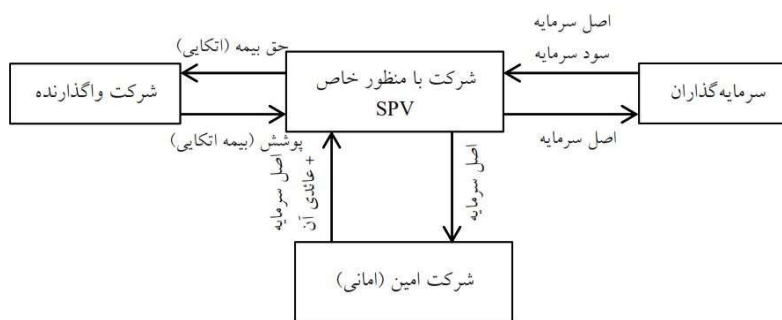 اصل سرمایه
سود سرمایه
حق بیمه (اتکایی)
سرمایه‌گذاران
شرکت با منظور خاص
SPV
شرکت واگذارنده
اصل سرمایه
پوشش (بیمه اتکایی)
اصل سرمایه
+ عائدی آن
اصل سرمایه
شرکت امین (امانی)